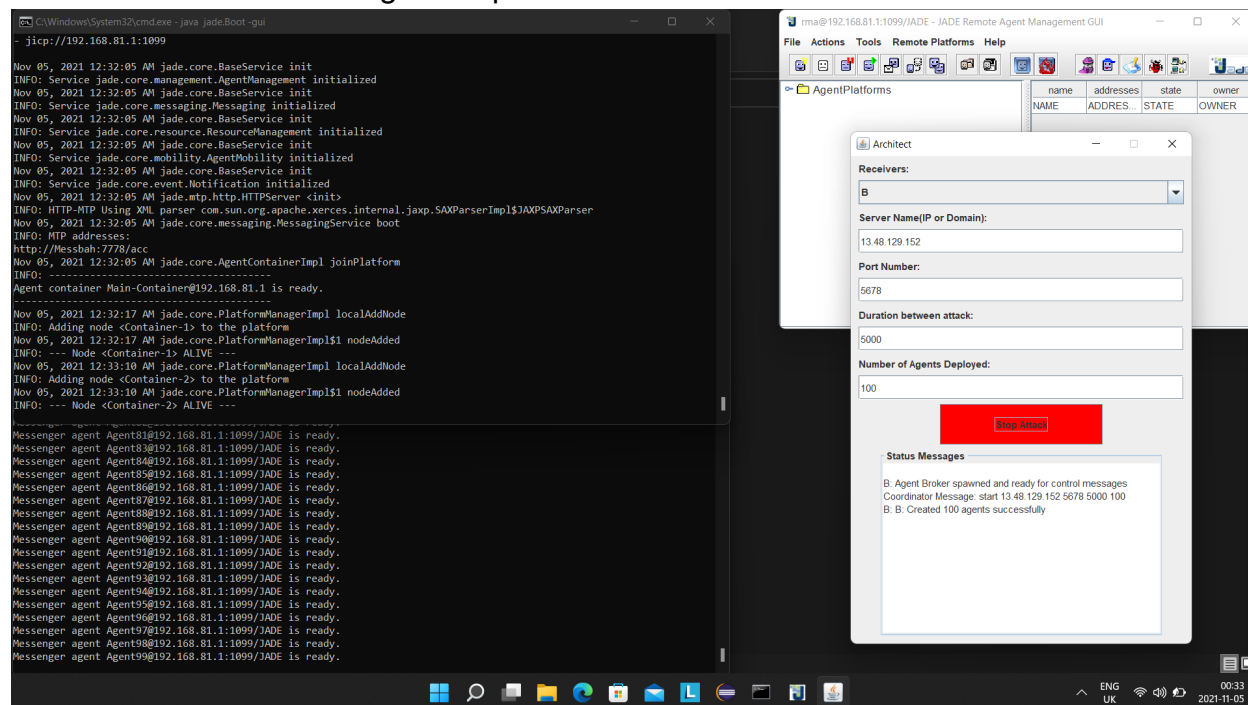 C:\Windows\System32\cmd.exe - java jade.Boot -gui
- jicp://192.168.81.1:1099
Nov 05, 2021 12:32:05 AM jade.core.BaseService init
INFO: Service jade.core.management.AgentManagement initialized
Nov 05, 2021 12:32:05 AM jade.core.BaseService init
INFO: Service jade.core.messaging.Messaging initialized
Nov 05, 2021 12:32:05 AM jade.core.BaseService init
INFO: Service jade.core.resource.ResourceManagement initialized
Nov 05, 2021 12:32:05 AM jade.core.BaseService init
INFO: Service jade.core.mobility.AgentMobility initialized
Nov 05, 2021 12:32:05 AM jade.core.BaseService init
INFO: Service jade.core.event.Notification initialized
Nov 05, 2021 12:32:05 AM jade.mtp.http.HTTPServer <init>
INFO: HTTP-MTP Using XML parser com.sun.org.apache.xerces.internal.jaxp.SAXParserImpl$JAXPSAXParser
Nov 05, 2021 12:32:05 AM jade.core.messaging.MessagingService boot
INFO: MTP addresses:
http://Messbah:7778/acc
Nov 05, 2021 12:32:05 AM jade.core.AgentContainerImpl joinPlatform
INFO: --------------------------------------
Agent container Main-Container@192.168.81.1 is ready.
--------------------------------------------
Nov 05, 2021 12:32:17 AM jade.core.PlatformManagerImpl localAddNode
INFO: Adding node <Container-1> to the platform
Nov 05, 2021 12:32:17 AM jade.core.PlatformManagerImpl$1 nodeAdded
INFO: --- Node <Container-1> ALIVE ---
Nov 05, 2021 12:33:10 AM jade.core.PlatformManagerImpl localAddNode
INFO: Adding node <Container-2> to the platform
Nov 05, 2021 12:33:10 AM jade.core.PlatformManagerImpl$1 nodeAdded
INFO: --- Node <Container-2> ALIVE ---
Messenger agent Agent81@192.168.81.1:1099/JADE is ready.
Messenger agent Agent83@192.168.81.1:1099/JADE is ready.
Messenger agent Agent84@192.168.81.1:1099/JADE is ready.
Messenger agent Agent85@192.168.81.1:1099/JADE is ready.
Messenger agent Agent86@192.168.81.1:1099/JADE is ready.
Messenger agent Agent87@192.168.81.1:1099/JADE is ready.
Messenger agent Agent88@192.168.81.1:1099/JADE is ready.
Messenger agent Agent89@192.168.81.1:1099/JADE is ready.
Messenger agent Agent90@192.168.81.1:1099/JADE is ready.
Messenger agent Agent91@192.168.81.1:1099/JADE is ready.
Messenger agent Agent92@192.168.81.1:1099/JADE is ready.
Messenger agent Agent93@192.168.81.1:1099/JADE is ready.
Messenger agent Agent94@192.168.81.1:1099/JADE is ready.
Messenger agent Agent95@192.168.81.1:1099/JADE is ready.
Messenger agent Agent96@192.168.81.1:1099/JADE is ready.
Messenger agent Agent97@192.168.81.1:1099/JADE is ready.
Messenger agent Agent98@192.168.81.1:1099/JADE is ready.
Messenger agent Agent99@192.168.81.1:1099/JADE is ready.
rma@192.168.81.1:1099/JADE - JADE Remote Agent Management GUI
File Actions Tools Remote Platforms Help
AgentPlatforms
name addresses state owner
NAME ADDRES... STATE OWNER
Architect
Receivers:
B
Server Name(IP or Domain):
13.48.129.152
Port Number:
5678
Duration between attack:
5000
Number of Agents Deployed:
100
Stop Attack
Status Messages
B: Agent Broker spawned and ready for control messages
Coordinator Message: start 13.48.129.152 5678 5000 100
B: B: Created 100 agents successfully
ENG
UK
00:33
2021-11-05